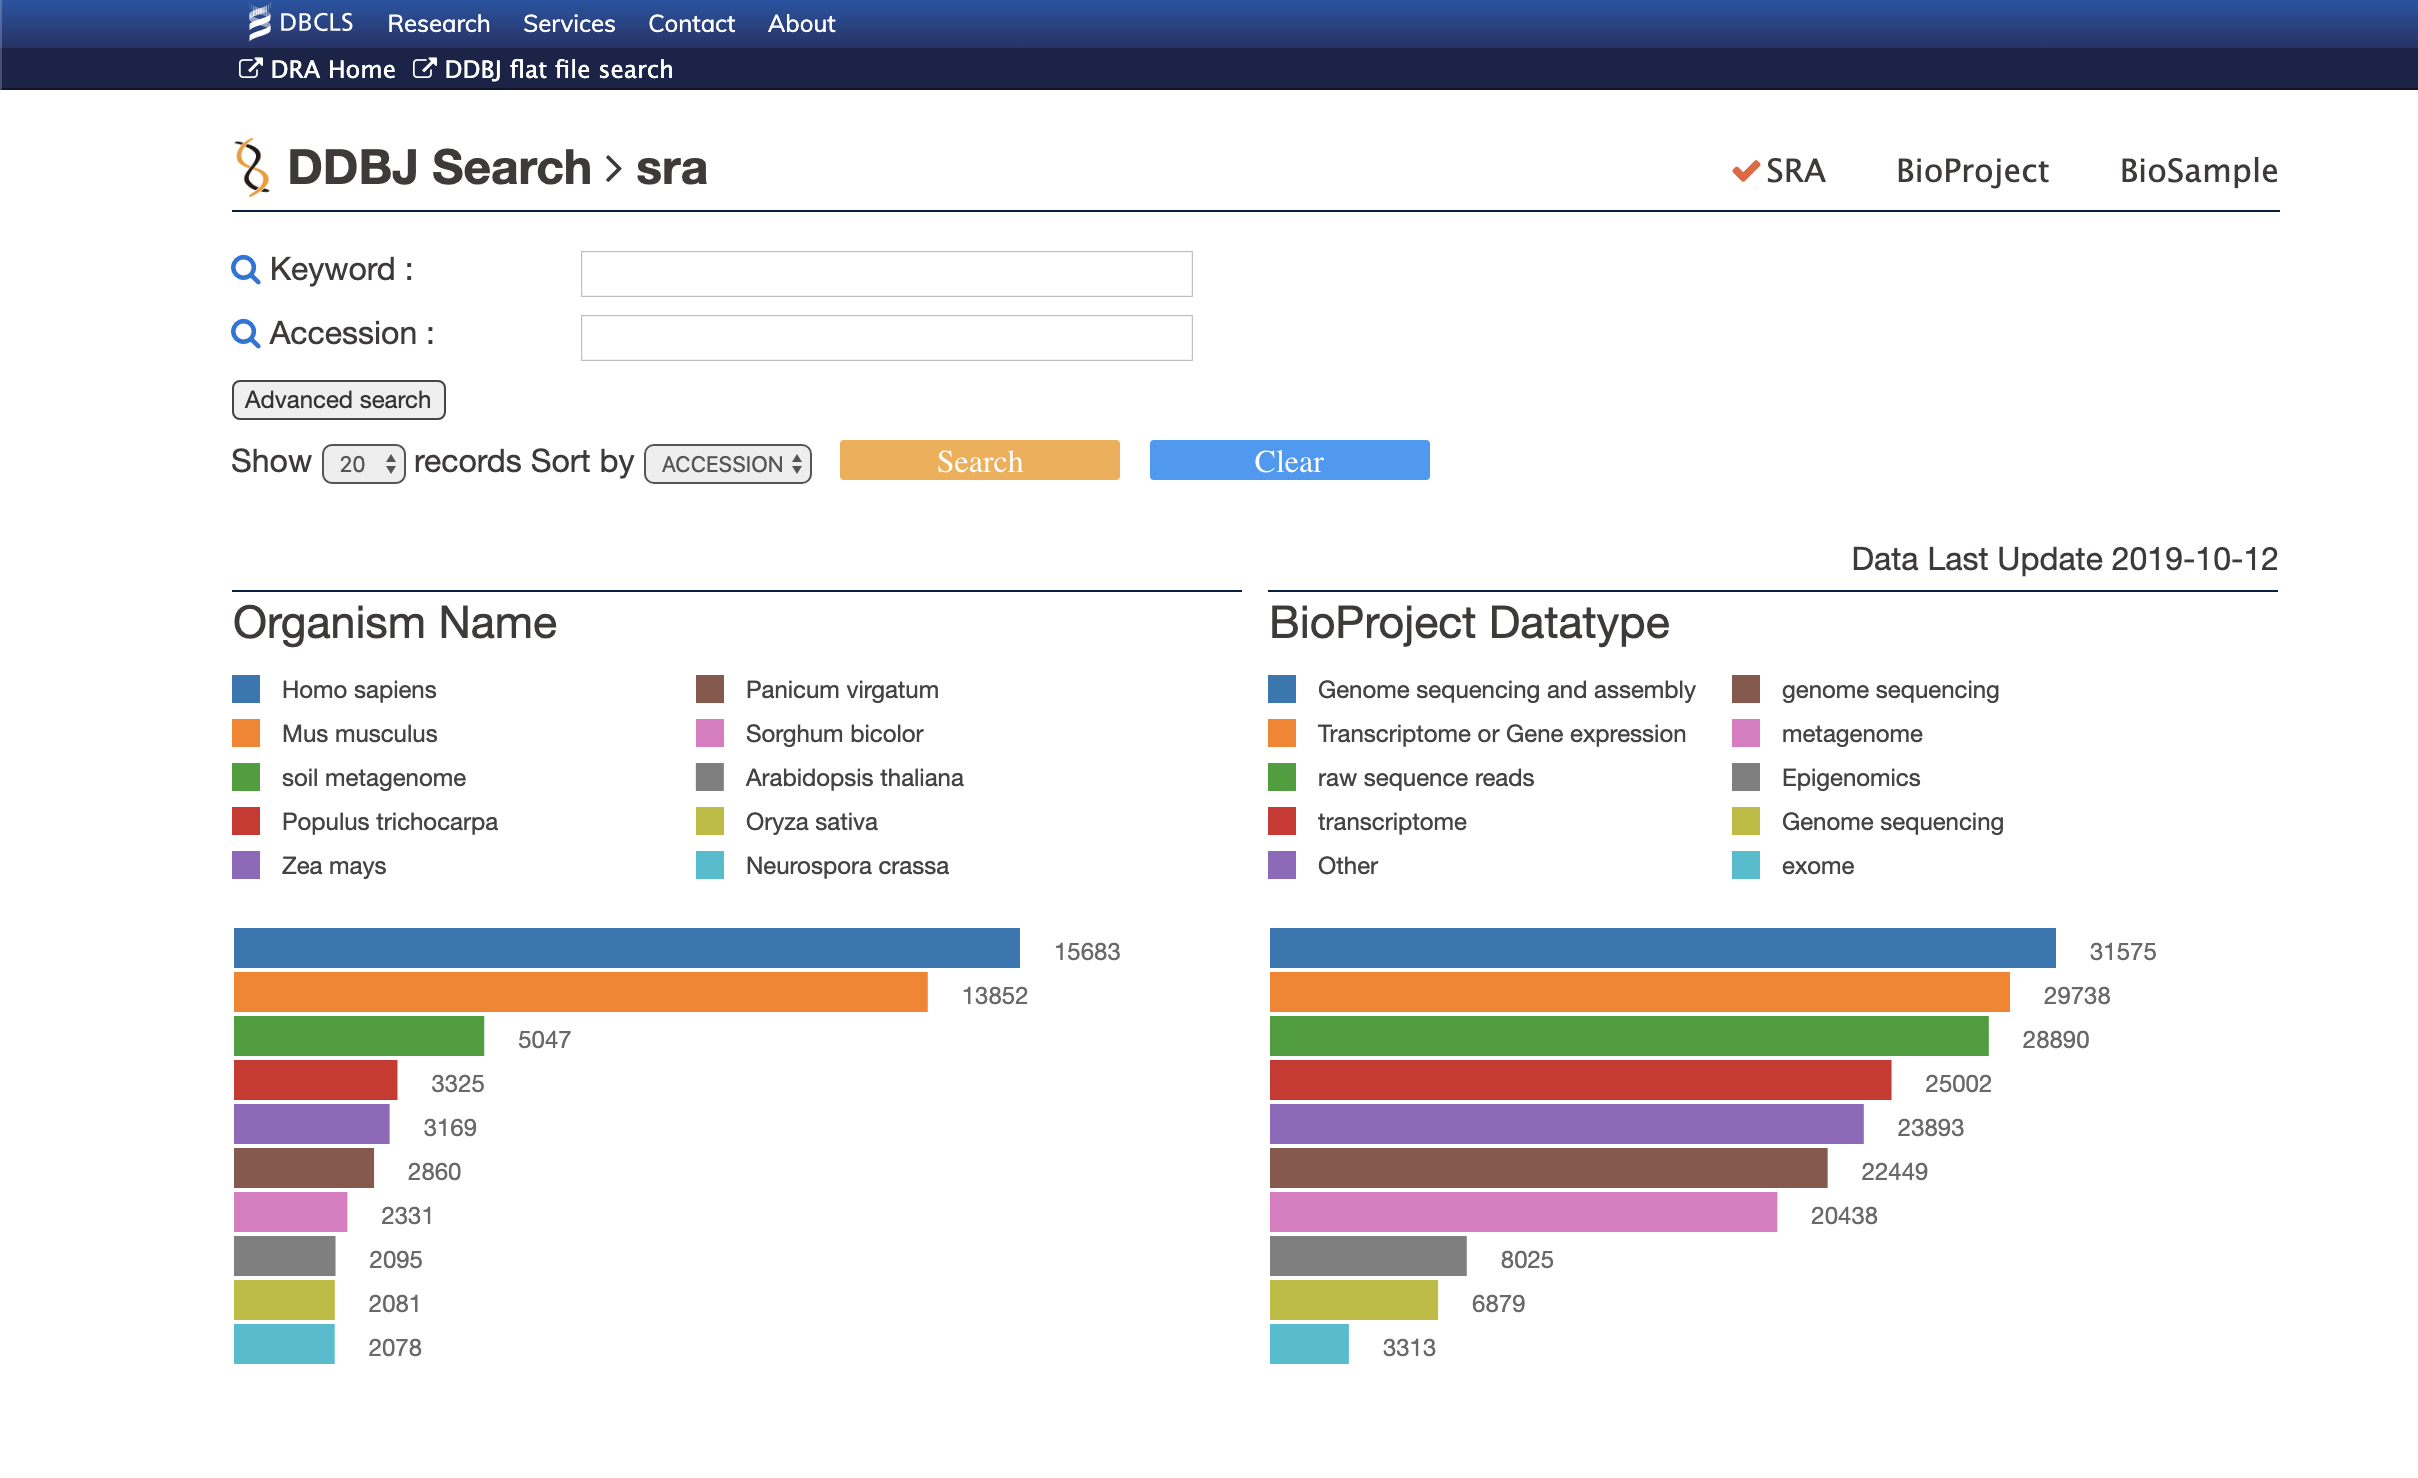 DBCLS Research Services Contact About
DRA Home DDBJ flat file search
DDBJ Search > sra
SRA BioProject BioSample
Keyword :
Accession :
Advanced search
Show 20 records Sort by ACCESSION Search Clear
Data Last Update 2019-10-12
Organism Name
Homo sapiens
Mus musculus
soil metagenome
Populus trichocarpa
Zea mays
Panicum virgatum
Sorghum bicolor
Arabidopsis thaliana
Oryza sativa
Neurospora crassa
15683
13852
5047
3325
3169
2860
2331
2095
2081
2078
BioProject Datatype
Genome sequencing and assembly
Transcriptome or Gene expression
raw sequence reads
transcriptome
Other
genome sequencing
metagenome
Epigenomics
Genome sequencing
exome
31575
29738
28890
25002
23893
22449
20438
8025
6879
3313